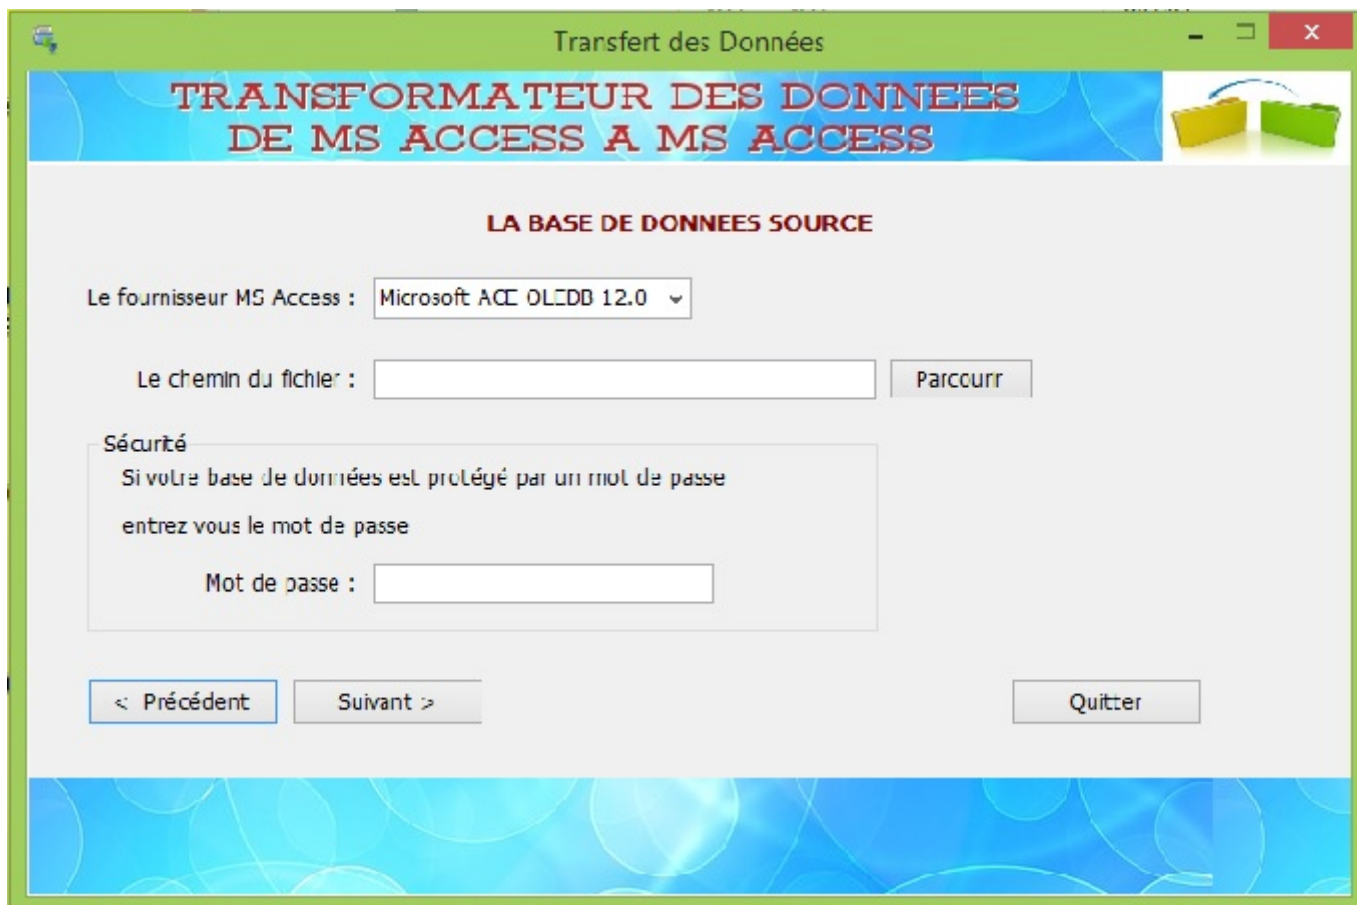 Transfert des Données
TRANSFORMATEUR DES DONNEES
DE MS ACCESS A MS ACCESS
LA BASE DE DONNEES SOURCE
Le fournisseur MS Access : Microsoft ACE OLEDB 12.0
Le chemin du fichier : Parcourir
Sécurité
Si votre base de données est protégé par un mot de passe
entrez vous le mot de passe
Mot de passe :
< Précédent Suivant > Quitter